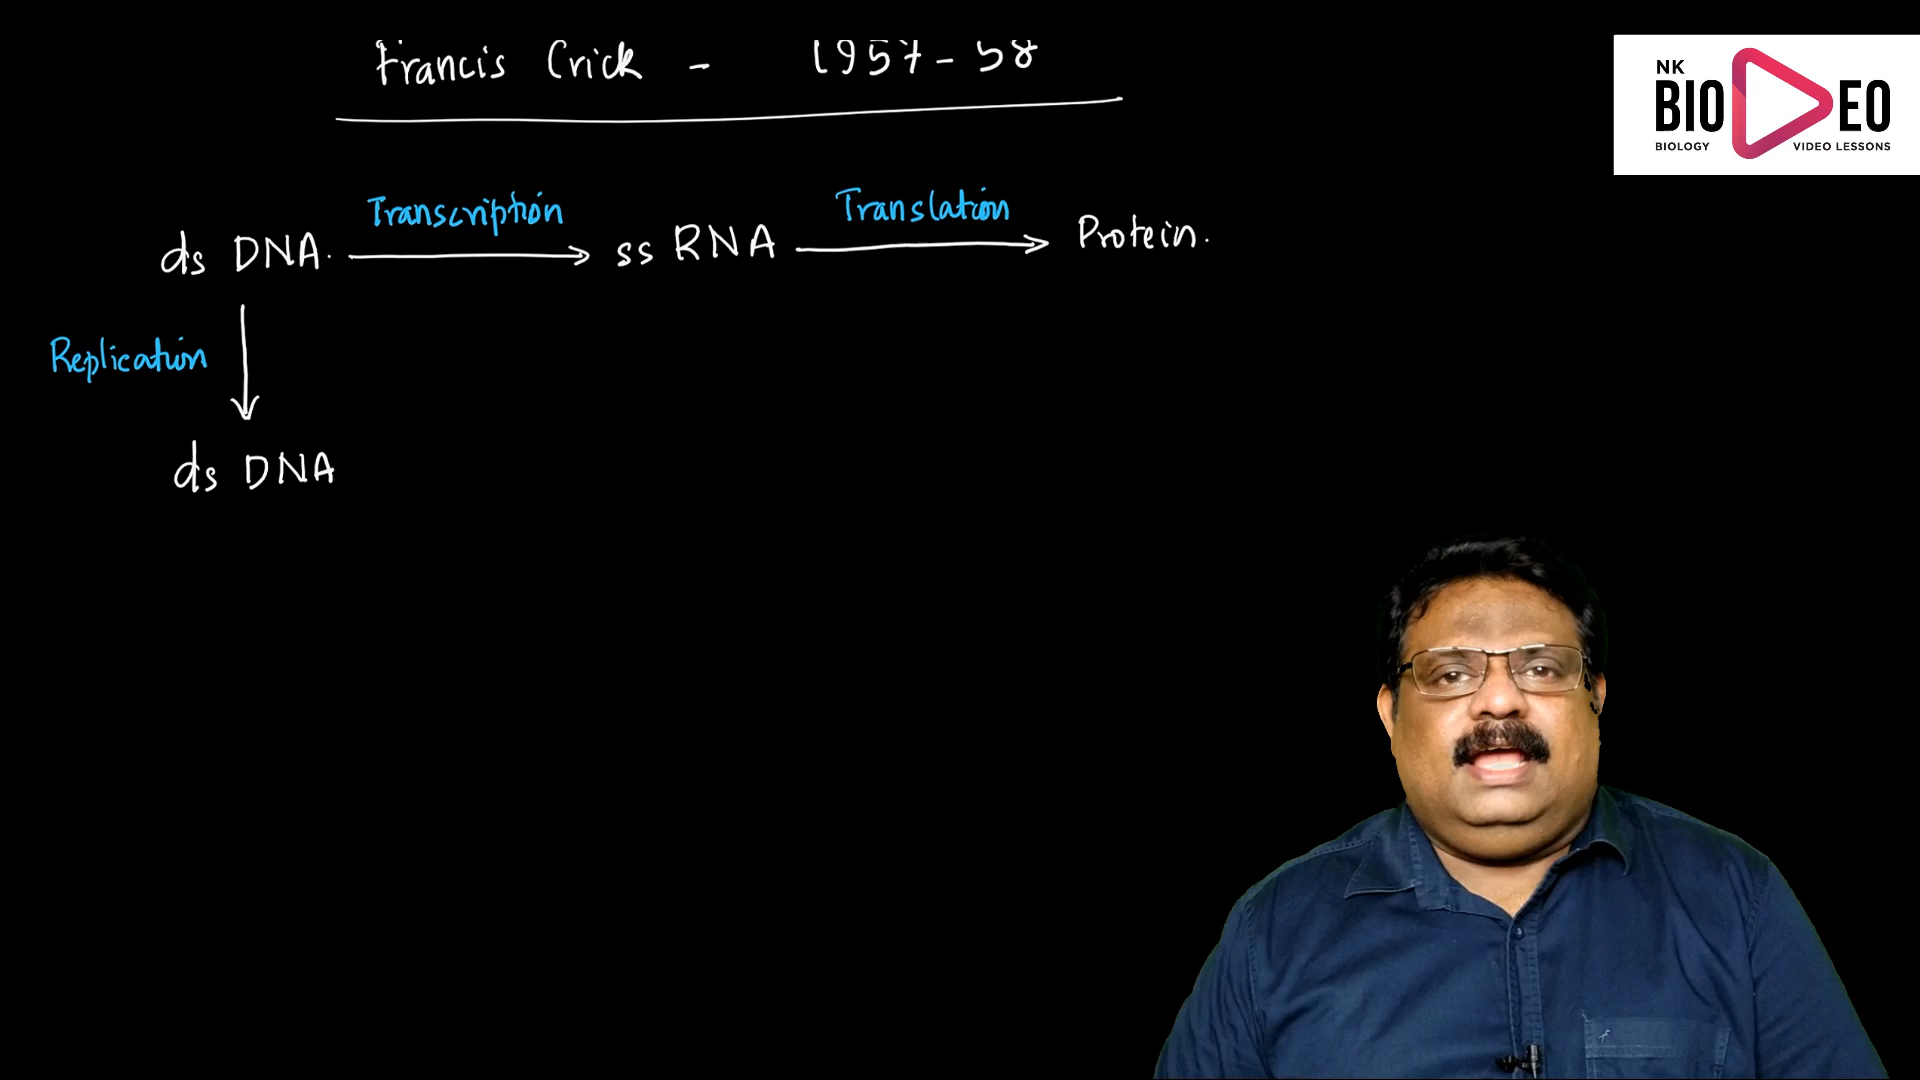 Francis Crick - 1957-58
NK
BIO EO
BIOLOGY VIDEO LESSONS
Transcription Translation
ds DNA. ss RNA Protein.
Replication
ds DNA